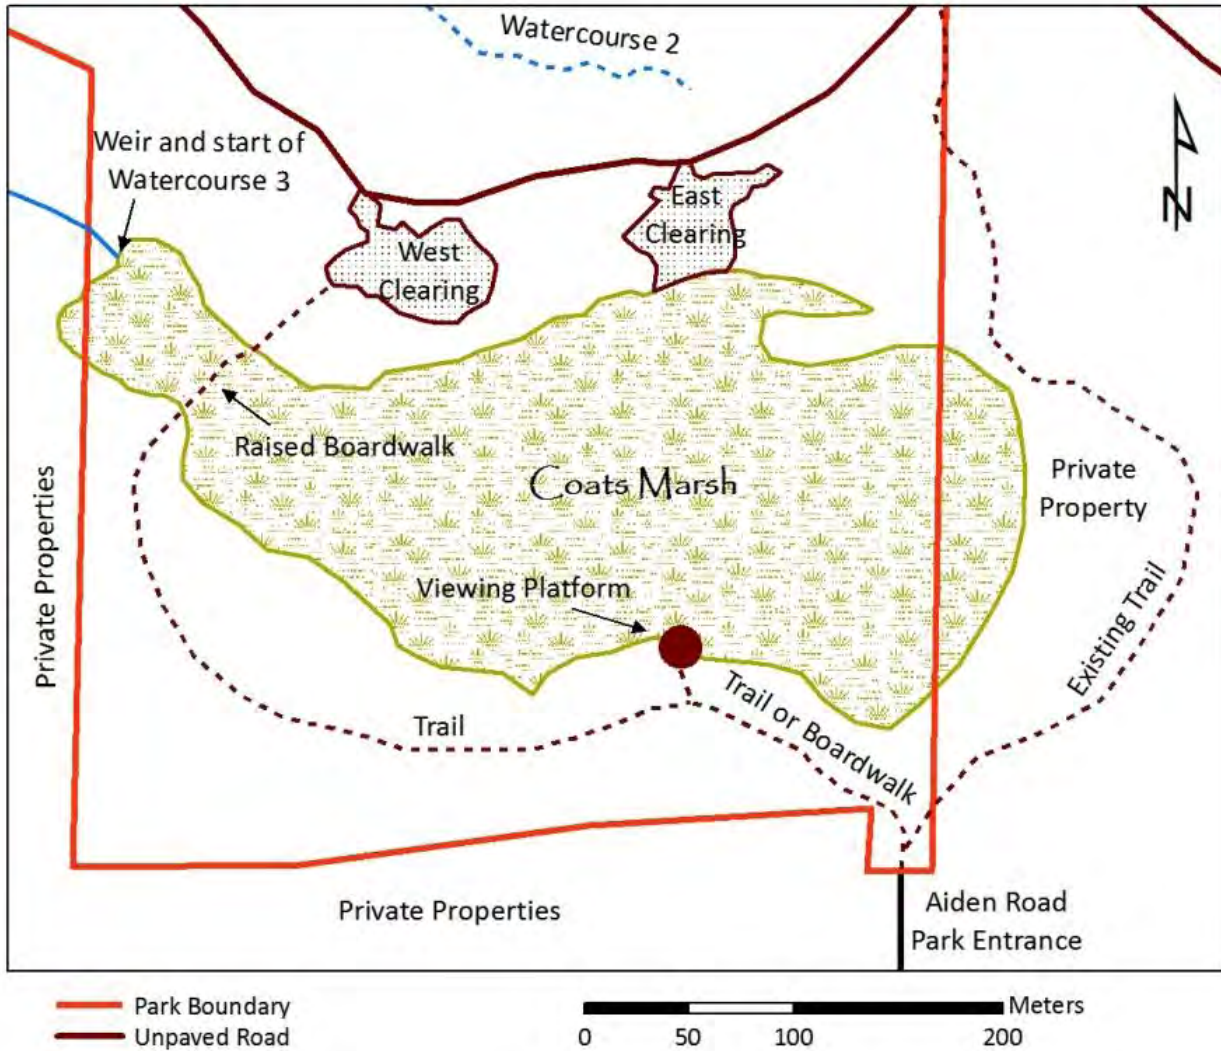 Watercourse 2
Weir and start of
Watercourse 3
N
East
Clearing
West
Clearing
Raised Boardwalk
Coats Marsh
Private
Property
Private Properties
Viewing Platform
Existing Trail
Trail
Trail or Boardwalk
Private Properties
Aiden Road
Park Entrance
Park Boundary
Unpaved Road
Meters
0 50 100 200